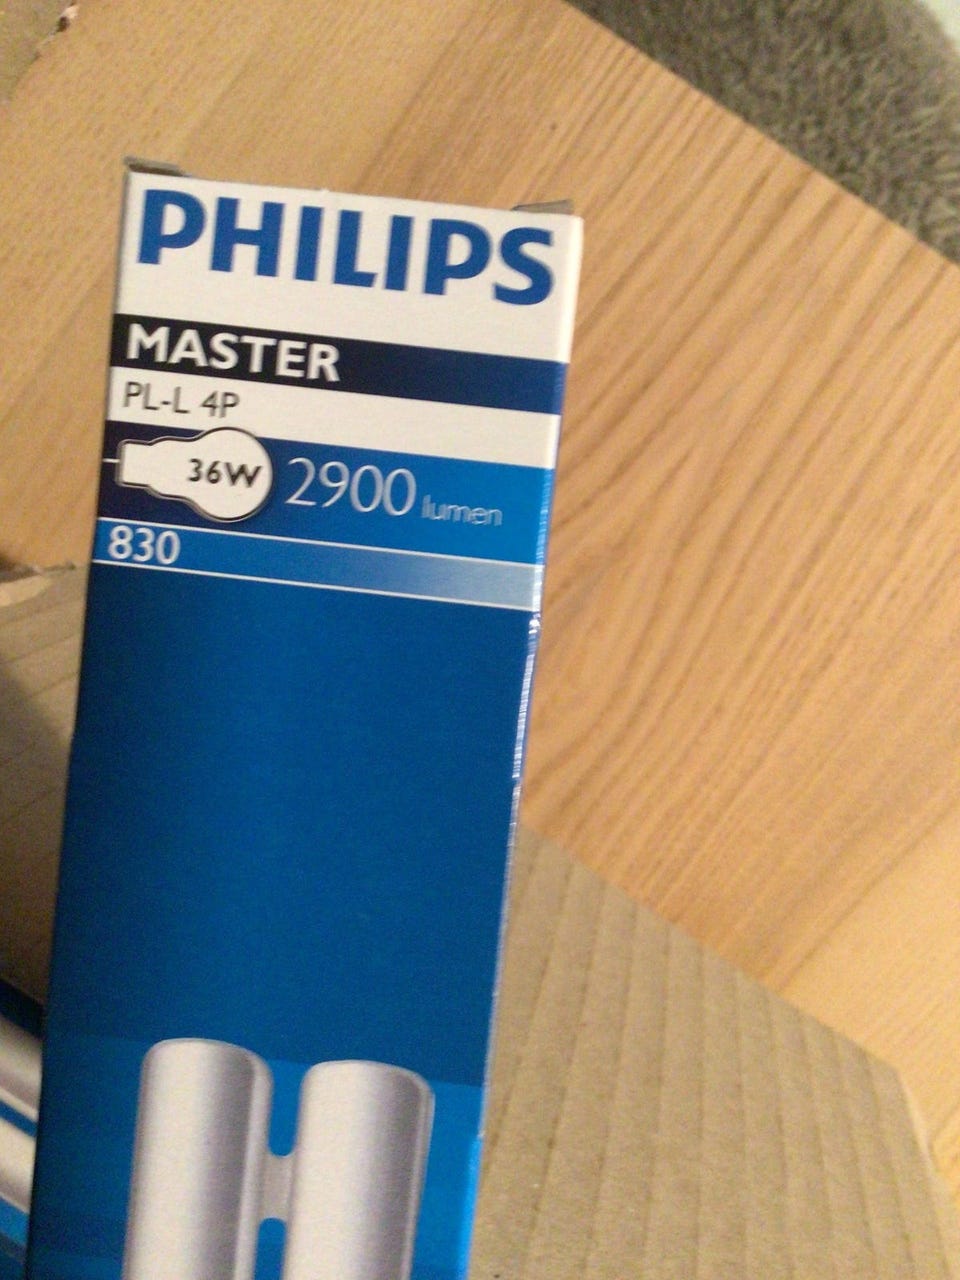 PHILIPS
MASTER
PL-L 4P
36W 2900 lumen
830